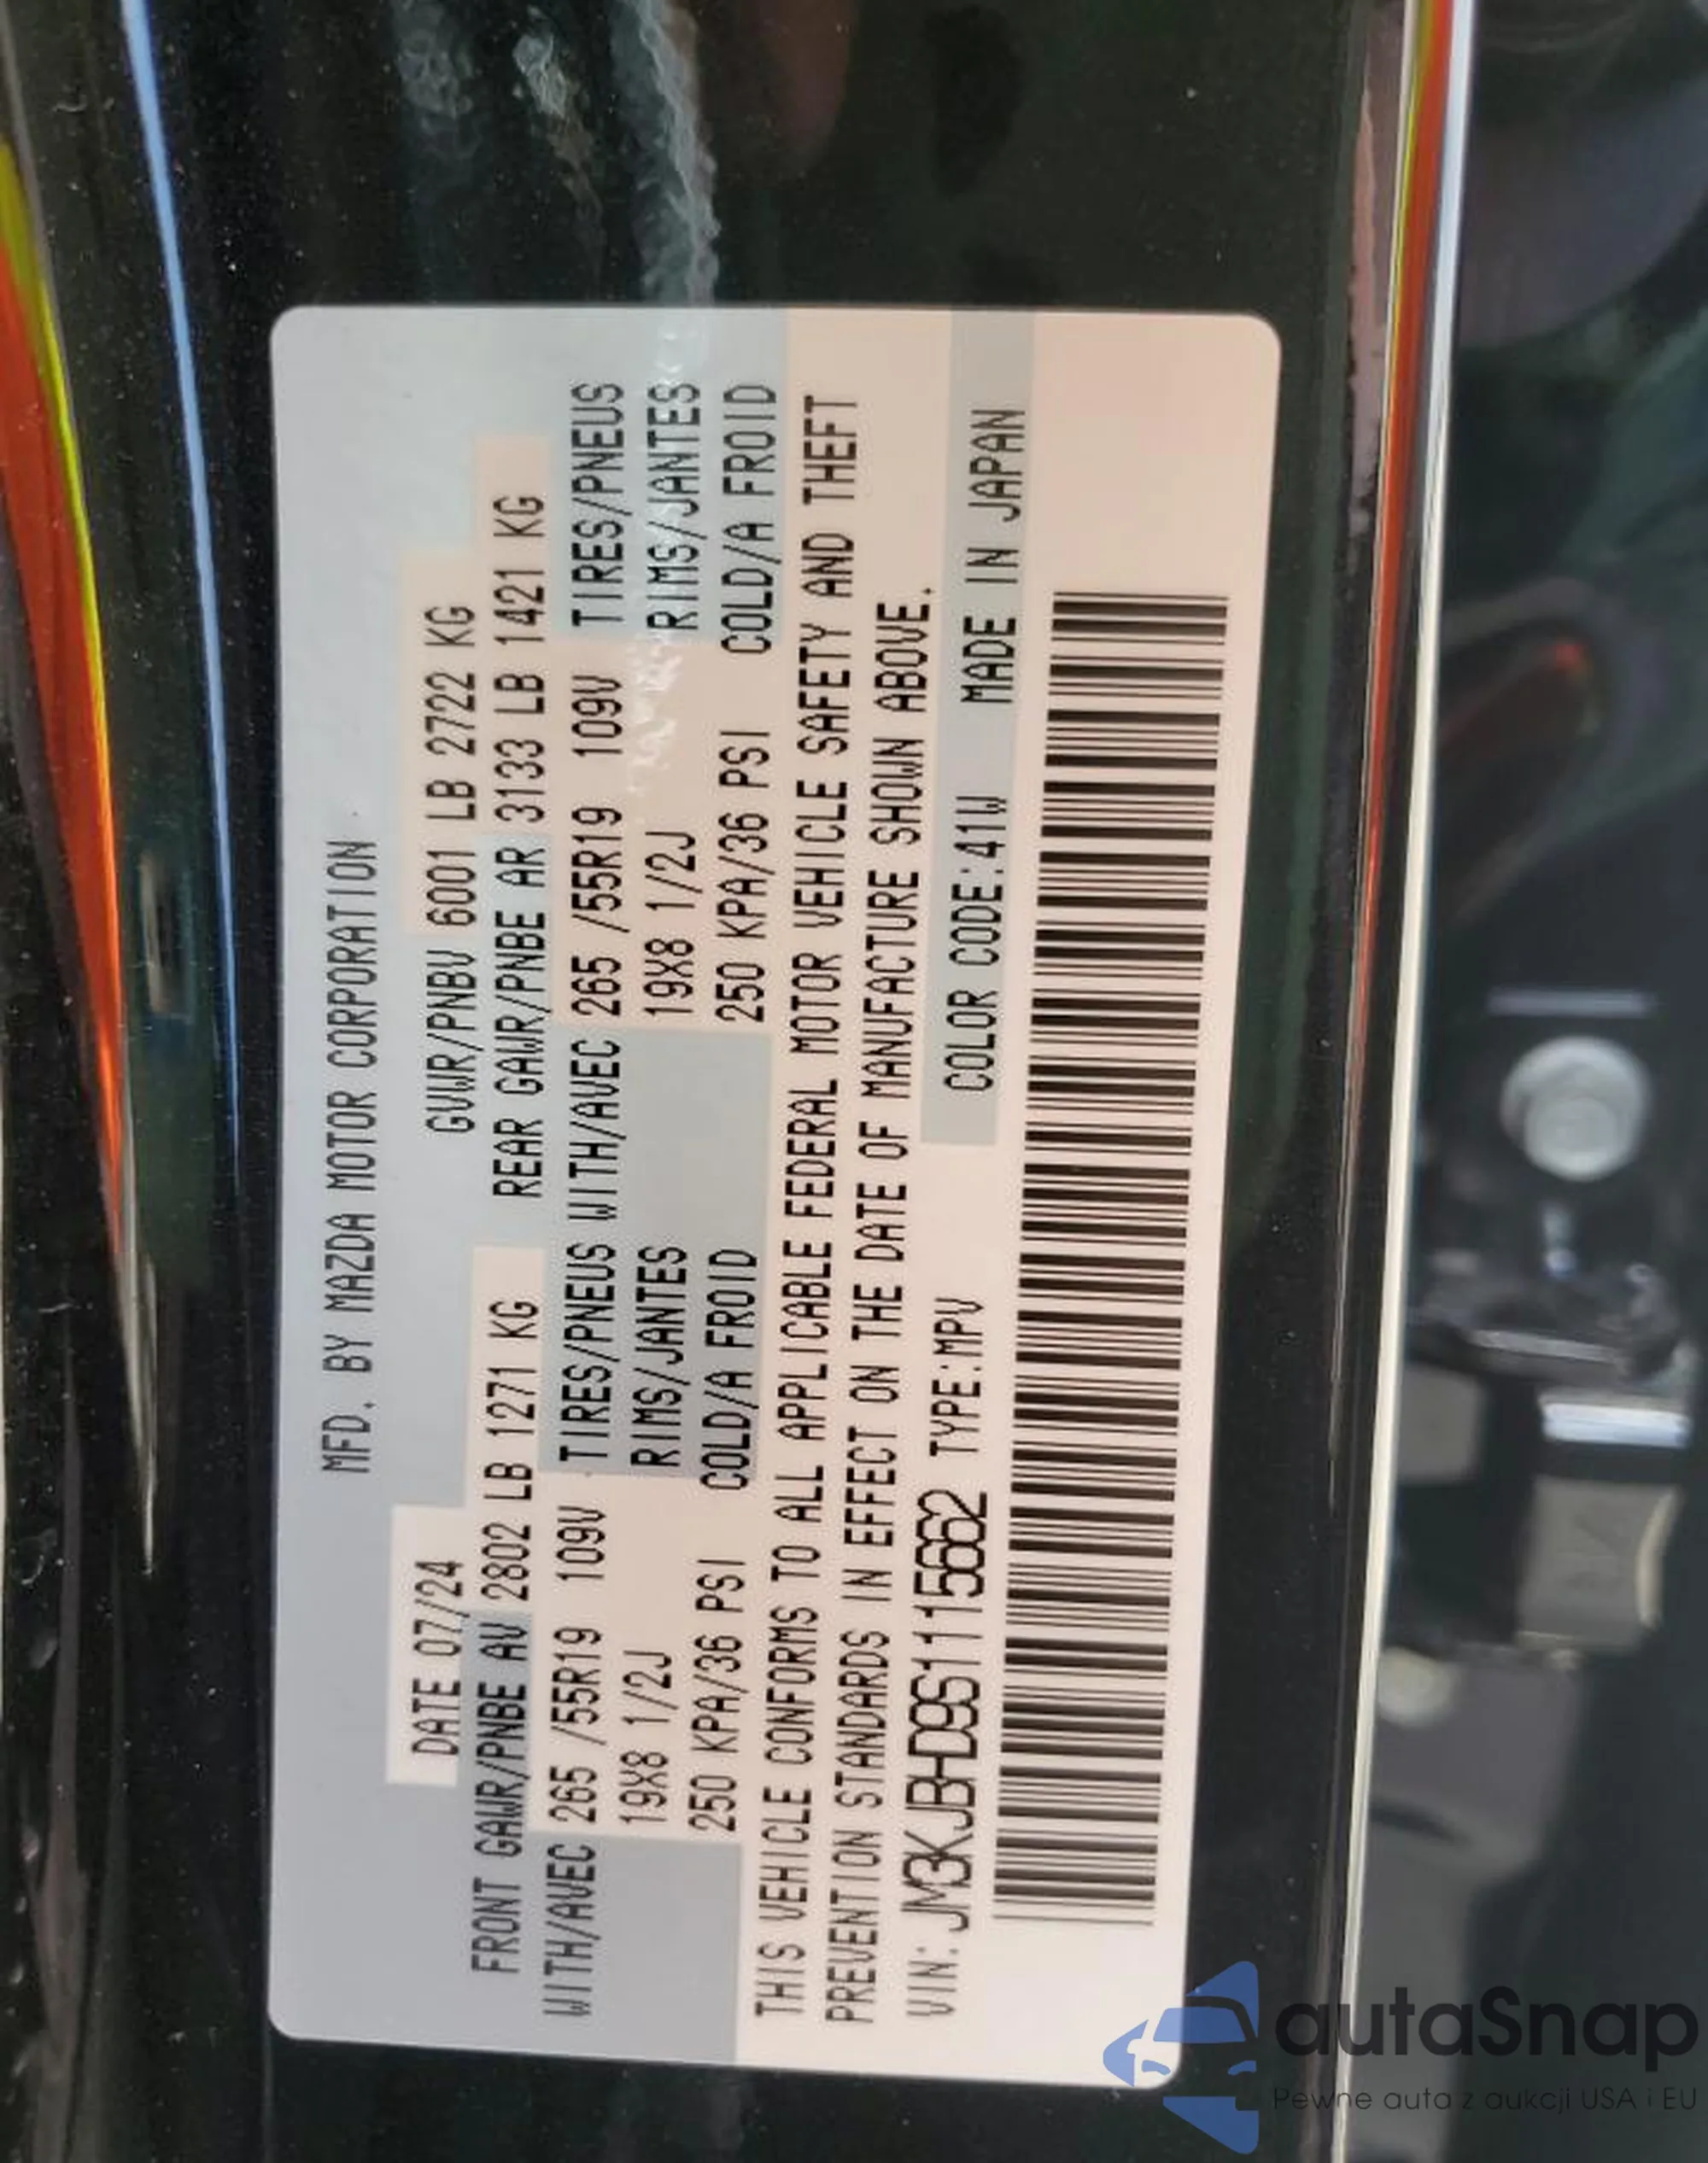 MFD. BY MAZDA MOTOR CORPORATION
DATE 07/24 GVWR/PNBV 6001 LB 2722 KG
FRONT GAWR/PNBE AV 2802 LB 1271 KG REAR GAWR/PNBE AR 3133 LB 1421 KG
WITH/AVEC 265 /55R19 109V TIRES/PNEUS WITH/AVEC 265 /55R19 109V TIRES/PNEUS
19X8 1/2J RIMS/JANTES 19X8 1/2J RIMS/JANTES
250 KPA/36 PSI COLD/A FROID 250 KPA/36 PSI COLD/A FROID
THIS VEHICLE CONFORMS TO ALL APPLICABLE FEDERAL MOTOR VEHICLE SAFETY AND THEFT
PREVENTION STANDARDS IN EFFECT ON THE DATE OF MANUFACTURE SHOWN ABOVE.
VIN: JM3KJBHD9S1115662 TYPE:MPV COLOR CODE:41W MADE IN JAPAN
autaSnap
Pewne auta z aukcji USA i EU